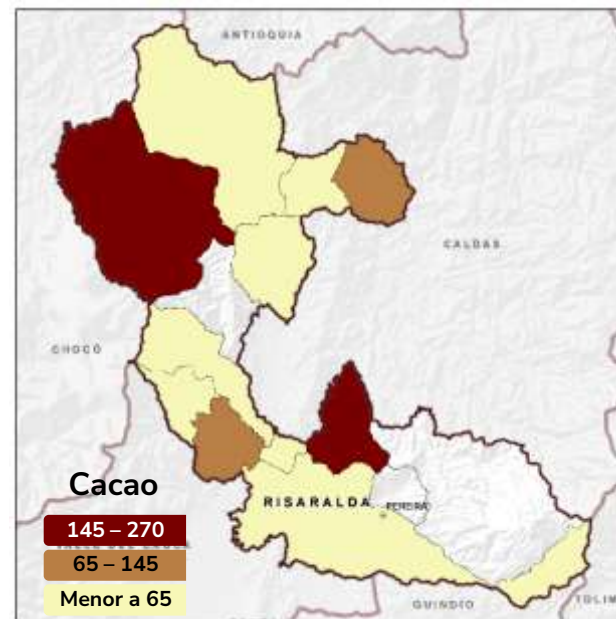 ANTIOQUIA
CALDAS
CHOCÓ
Cacao
RISARALDA
PEREIRA
145 – 270
65 – 145
Menor a 65
QUINDIO
TOLIM